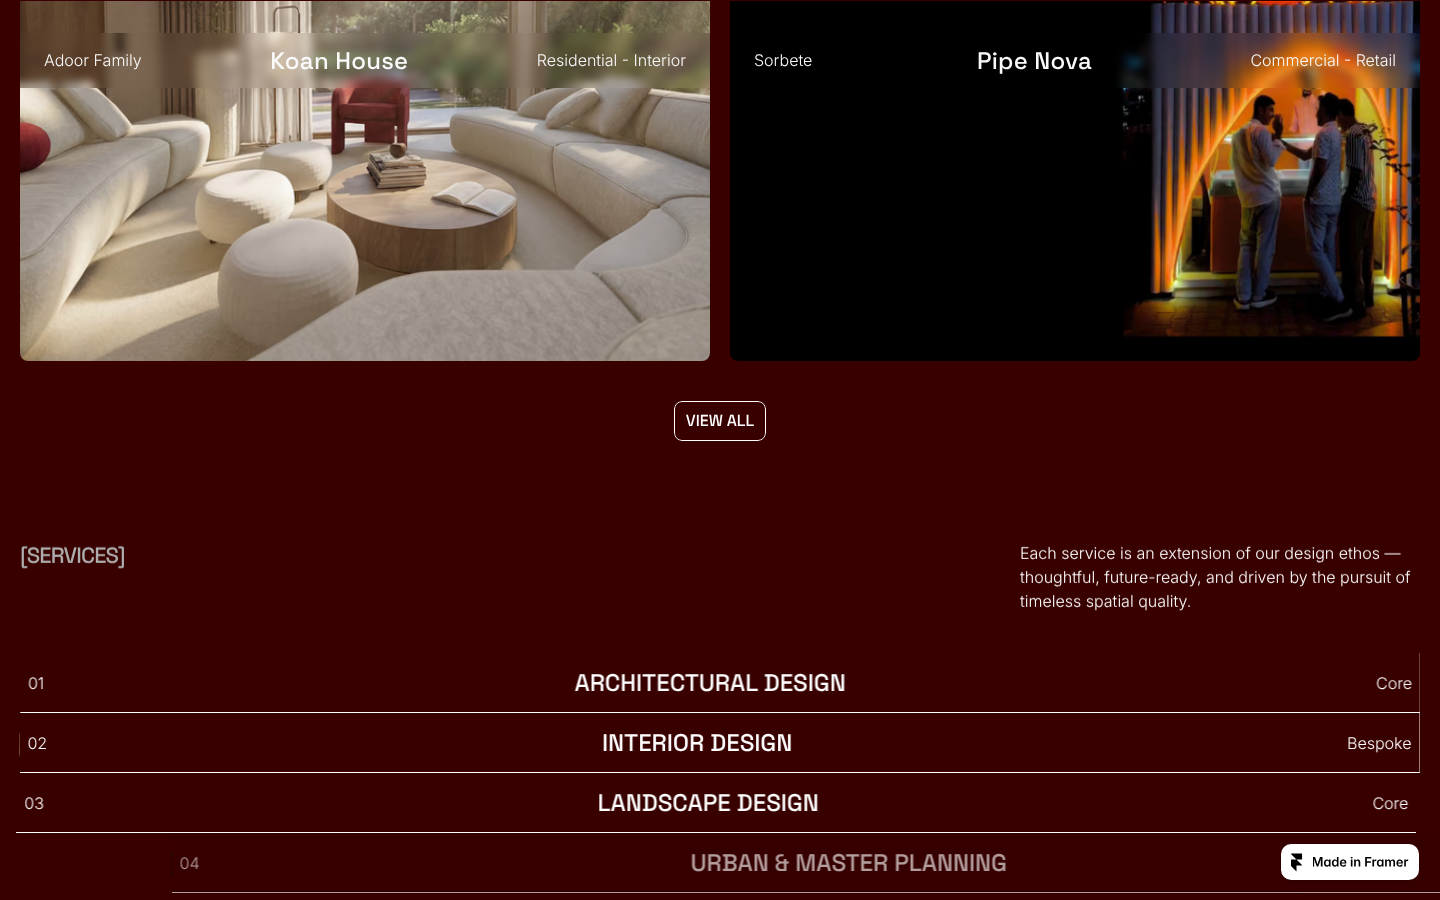 Adoor Family
Koan House
Residential - Interior
Sorbete
Pipe Nova
Commercial - Retail
VIEW ALL
[SERVICES]
Each service is an extension of our design ethos —
thoughtful, future-ready, and driven by the pursuit of
timeless spatial quality.
01
ARCHITECTURAL DESIGN
Core
02
INTERIOR DESIGN
Bespoke
03
LANDSCAPE DESIGN
Core
04
URBAN & MASTER PLANNING
Made in Framer